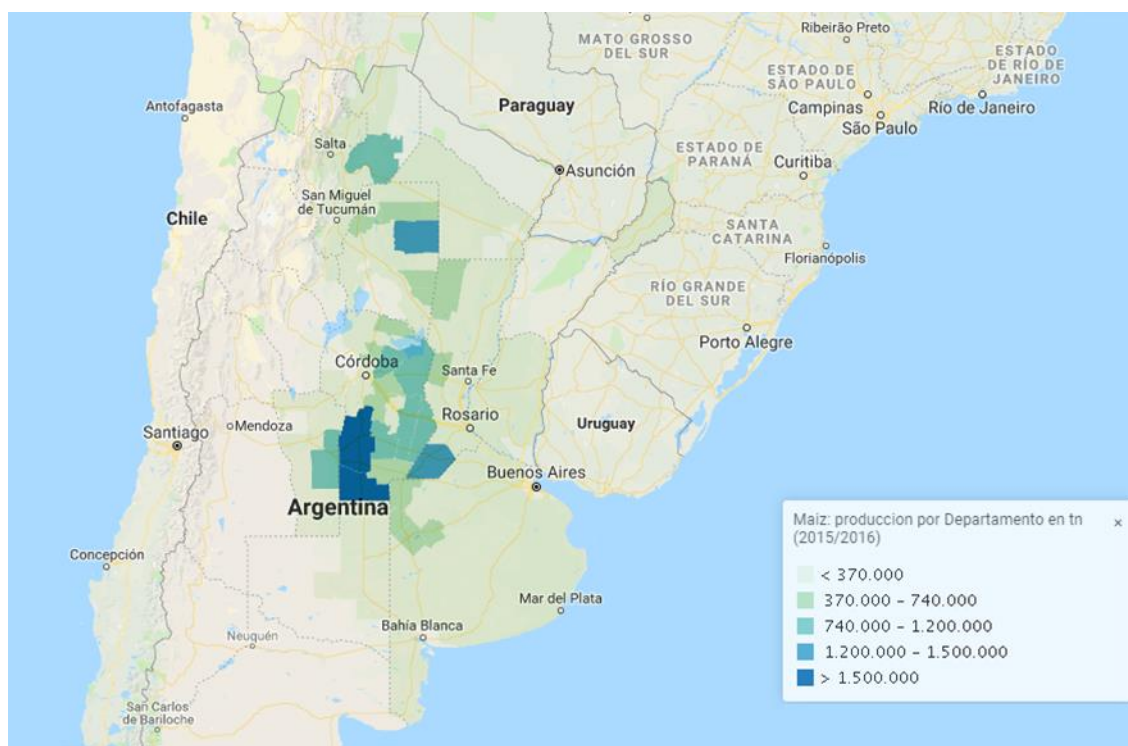 MATO GROSSO
DEL SUR
Ribeirão Preto
ESTADO
DE RÍO DE
JANEIRO
ESTADO DE
SÃO PAULO
Antofagasta
Paraguay
Campinas
Río de Janeiro
São Paulo
Salta
Asunción
ESTADO DE
PARANÁ
Curitiba
San Miguel
de Tucumán
Chile
SANTA
CATARINA
Florianópolis
RÍO GRANDE
DEL SUR
Porto Alegre
Córdoba
Santa Fe
Santiago
Mendoza
Rosario
Uruguay
Buenos Aires
Argentina
Concepción
Mar del Plata
Bahía Blanca
Neuquén
San Carlos
de Bariloche
Maiz: produccion por Departamento en tn
(2015/2016)
×
< 370.000
370.000 – 740.000
740.000 – 1.200.000
1.200.000 – 1.500.000
> 1.500.000